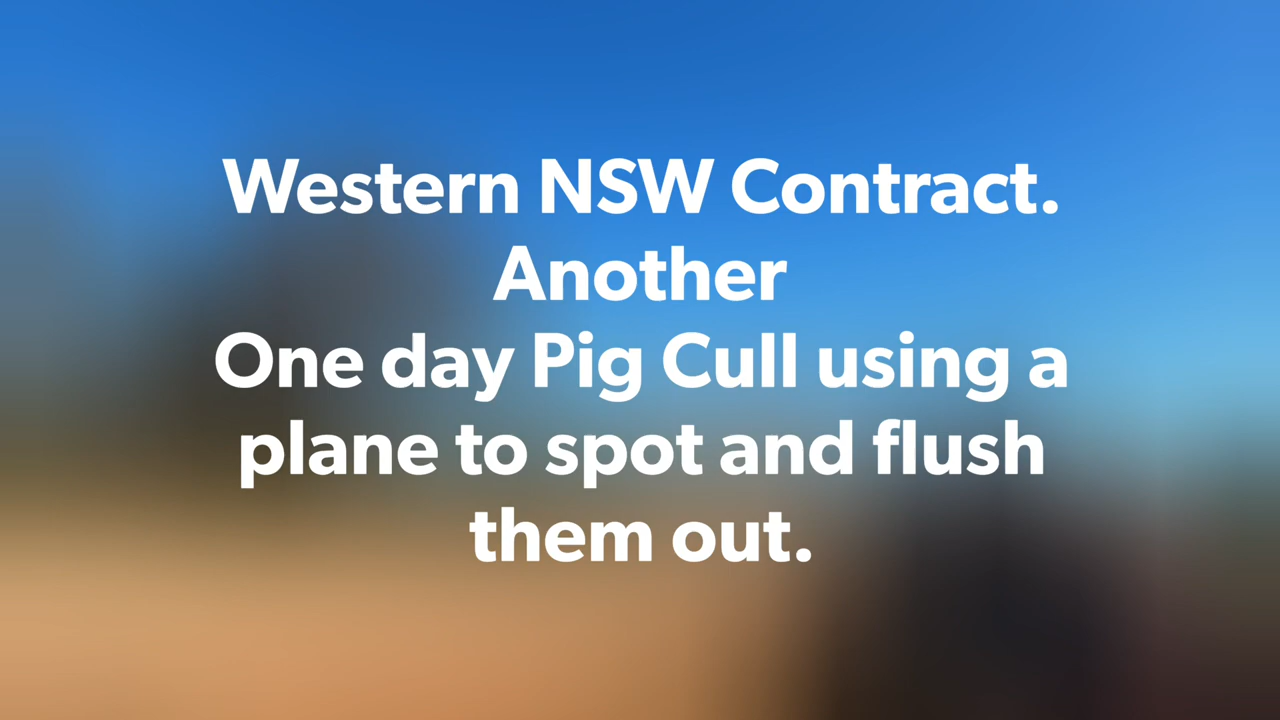 Western NSW Contract.
Another
One day Pig Cull using a
plane to spot and flush
them out.